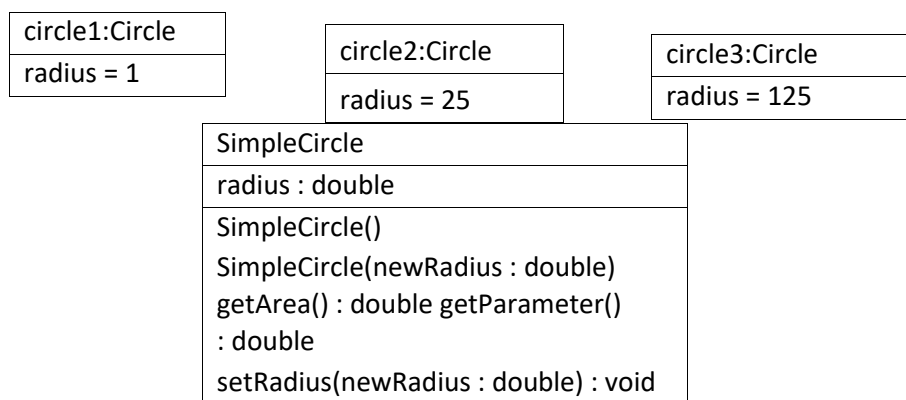 circle1:Circle
radius = 1
circle2:Circle
radius = 25
circle3:Circle
radius = 125
SimpleCircle
radius : double
SimpleCircle()
SimpleCircle(newRadius : double)
getArea() : double getParameter()
: double
setRadius(newRadius : double) : void